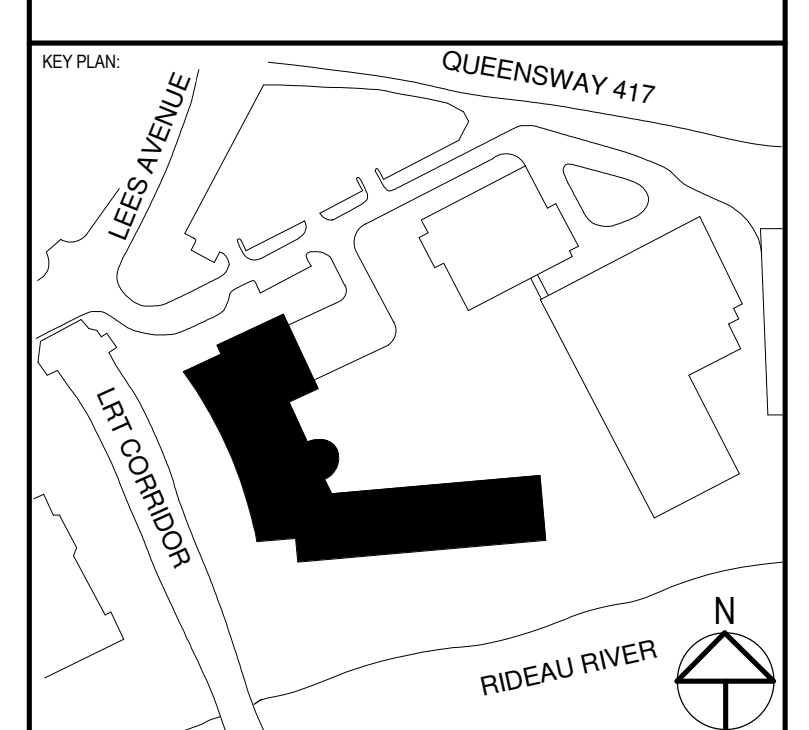 KEY PLAN:
QUEENSWAY 417
LEES AVENUE
LRT CORRIDOR
N
RIDEAU RIVER